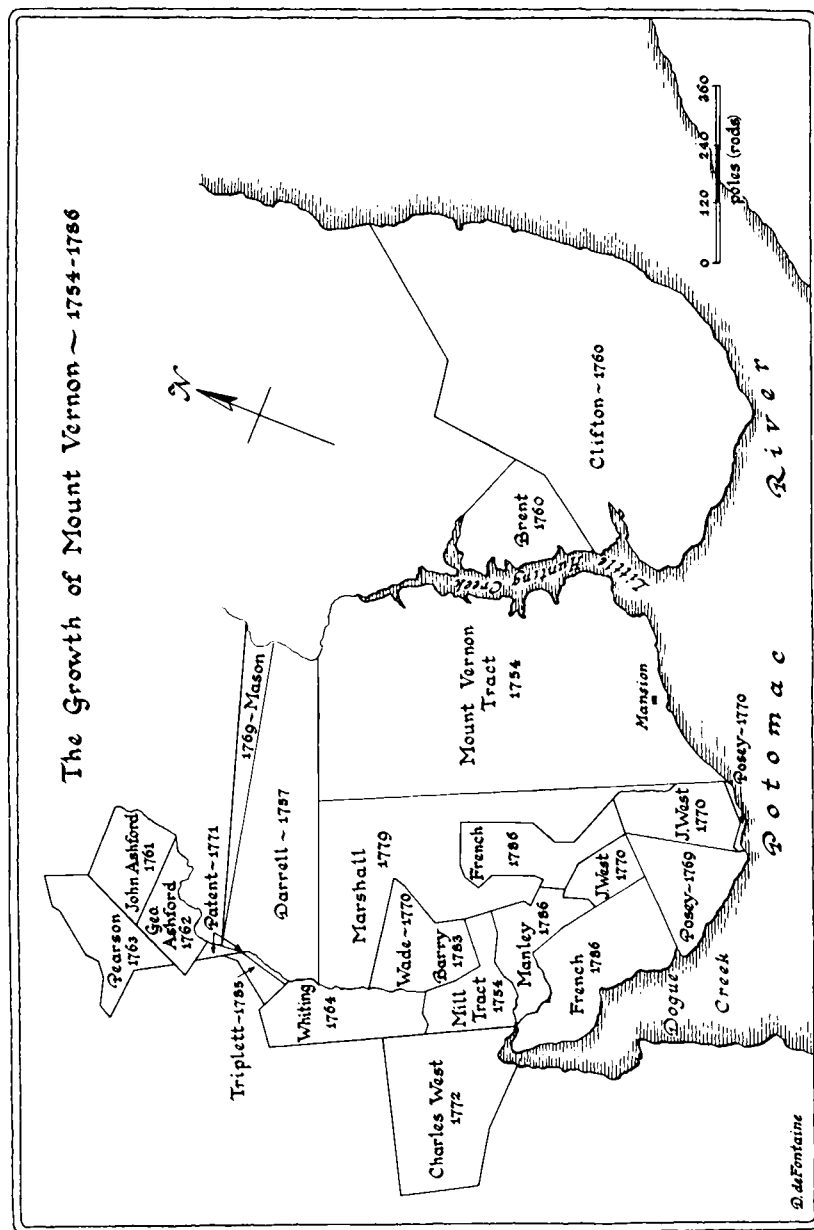 The Growth of Mount Vernon ~ 1754-1786
N
Pearson
1763
John Ashford
1761
Geo
Ashford
1762
Patent~1771
1769~Mason
Triplett~1785
Darrell ~ 1757
Whiting
1764
Marshall
1779
Wade~1770
Barry
1783
Mill
Tract
1754
Charles West
1772
French
1786
Manley
1786
J.West
1770
French
1786
J.West
1770
Posey~1769
Posey~1770
Mount Vernon
Tract
1754
Mansion
Brent
1760
Clifton ~ 1760
Little
Hunting
Creek
Dogue
Creek
Potomac
River
0 120 240 360
poles (rods)
D. deFontaine